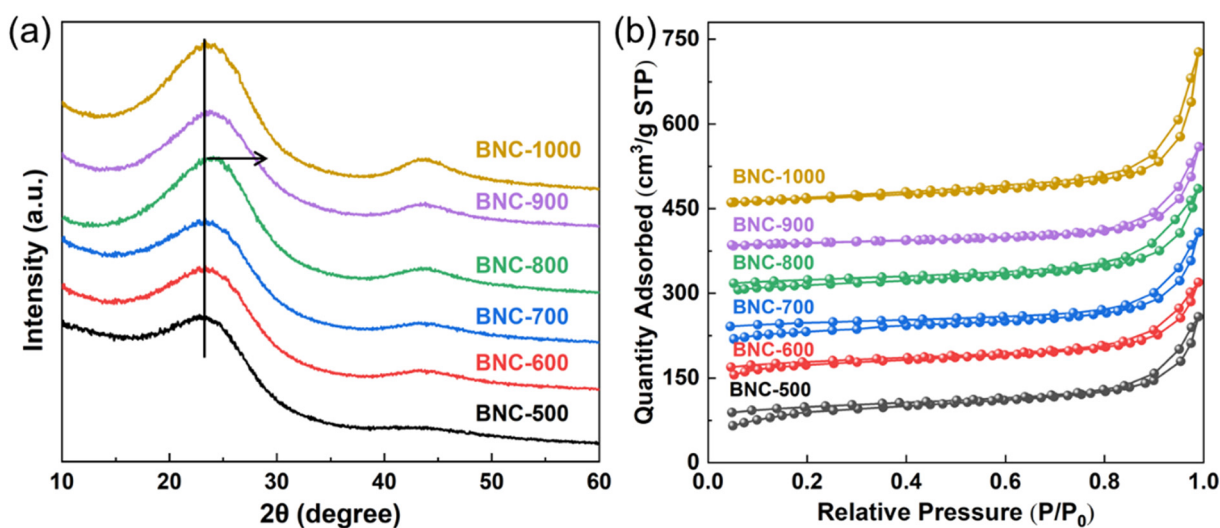 (a)
Intensity (a.u.)
BNC-1000
BNC-900
BNC-800
BNC-700
BNC-600
BNC-500
10 20 30 40 50 60
2θ (degree)
(b)
Quantity Adsorbed (cm³/g STP)
750
600
450
300
150
0
BNC-1000
BNC-900
BNC-800
BNC-700
BNC-600
BNC-500
0.0 0.2 0.4 0.6 0.8 1.0
Relative Pressure (P/P₀)